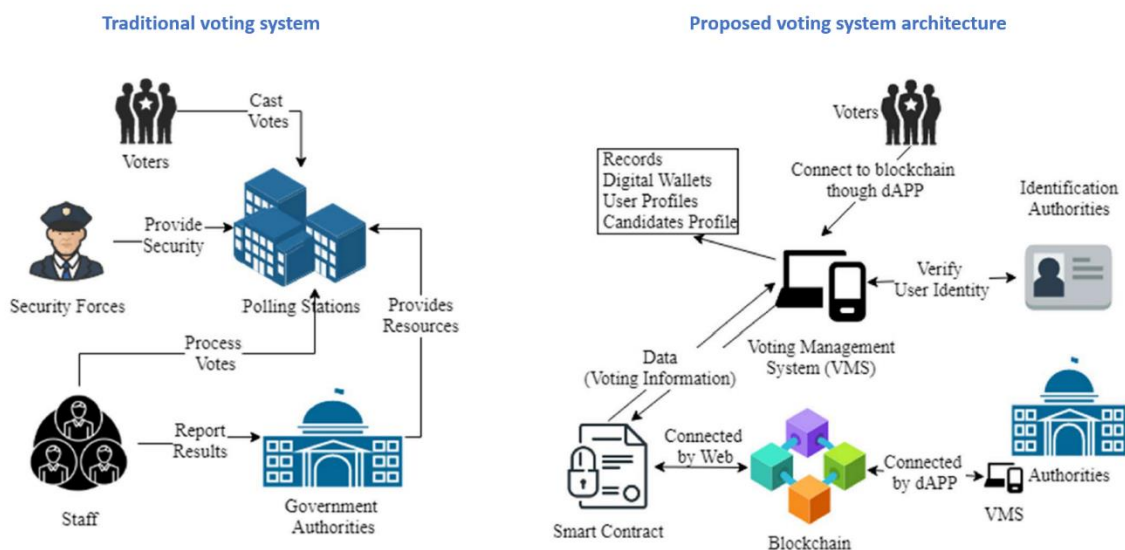 Traditional voting system
Cast
Votes
Voters
Provide
Security
Security Forces
Polling Stations
Provides
Resources
Process
Votes
Report
Results
Staff
Government
Authorities
Proposed voting system architecture
Voters
Records
Digital Wallets
User Profiles
Candidates Profile
Connect to blockchain
though dAPP
Identification
Authorities
Verify
User Identity
Voting Management
System (VMS)
Data
(Voting Information)
Connected
by Web
Connected
by dAPP
Authorities
VMS
Smart Contract
Blockchain